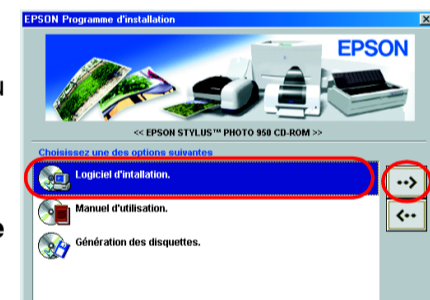 EPSON Programme d'installation
EPSON
<< EPSON STYLUS™ PHOTO 950 CD-ROM >>
Choisissez une des options suivantes
Logiciel d'intallation.
Manuel d'utilisation.
Génération des disquettes.
u
e